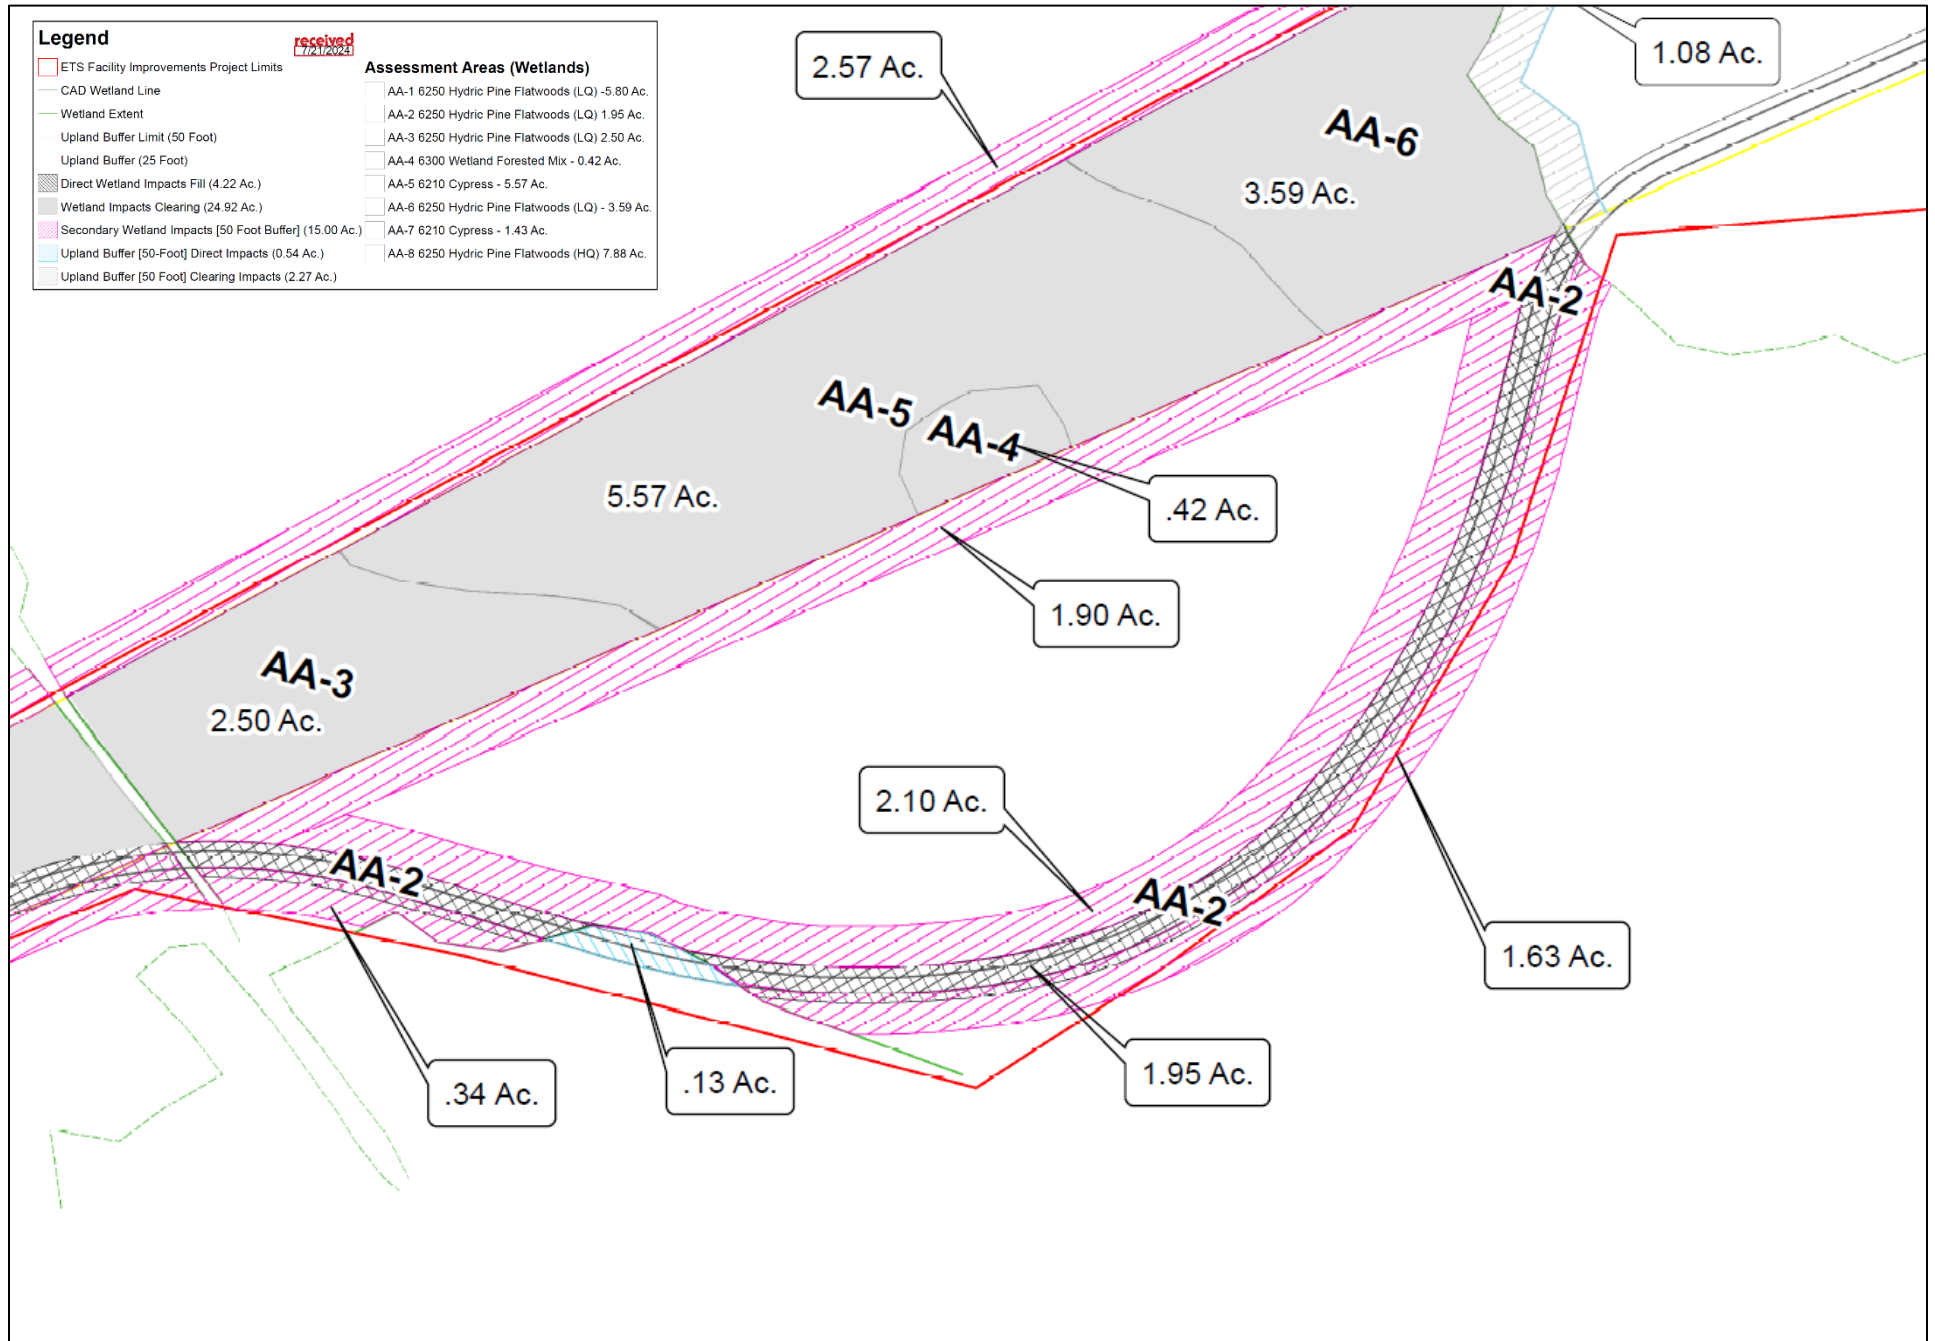 Legend
received
7/21/2024
ETS Facility Improvements Project Limits
CAD Wetland Line
Wetland Extent
Upland Buffer Limit (50 Foot)
Upland Buffer (25 Foot)
Direct Wetland Impacts Fill (4.22 Ac.)
Wetland Impacts Clearing (24.92 Ac.)
Secondary Wetland Impacts [50 Foot Buffer] (15.00 Ac.)
Upland Buffer [50-Foot] Direct Impacts (0.54 Ac.)
Upland Buffer [50 Foot] Clearing Impacts (2.27 Ac.)
Assessment Areas (Wetlands)
AA-1 6250 Hydric Pine Flatwoods (LQ) -5.80 Ac.
AA-2 6250 Hydric Pine Flatwoods (LQ) 1.95 Ac.
AA-3 6250 Hydric Pine Flatwoods (LQ) 2.50 Ac.
AA-4 6300 Wetland Forested Mix - 0.42 Ac.
AA-5 6210 Cypress - 5.57 Ac.
AA-6 6250 Hydric Pine Flatwoods (LQ) - 3.59 Ac.
AA-7 6210 Cypress - 1.43 Ac.
AA-8 6250 Hydric Pine Flatwoods (HQ) 7.88 Ac.
2.57 Ac.
1.08 Ac.
AA-6
3.59 Ac.
AA-2
AA-5
AA-4
5.57 Ac.
.42 Ac.
1.90 Ac.
AA-3
2.50 Ac.
2.10 Ac.
AA-2
AA-2
1.63 Ac.
.34 Ac.
.13 Ac.
1.95 Ac.